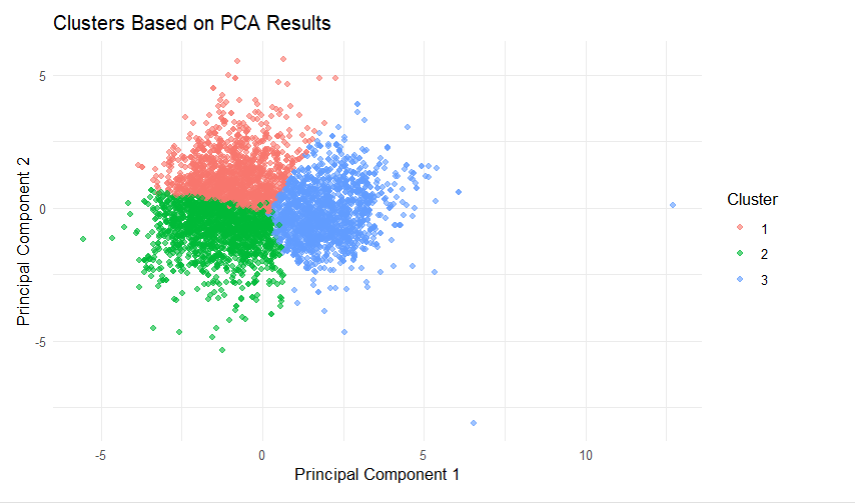 Clusters Based on PCA Results
Principal Component 2
5
0
-5
-5
0
5
10
Principal Component 1
Cluster
1
2
3